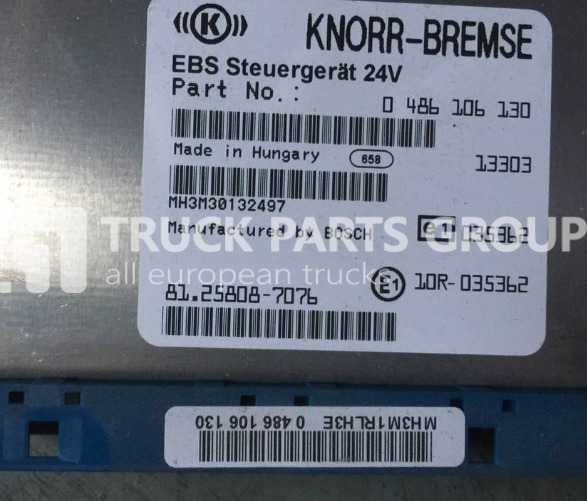 ((K)) KNORR-BREMSE
EBS Steuergerät 24V
Part No.: 0 486 106 130
Made in Hungary 658 13303
MH3M30132497
Manufactured by BOSCH e1 035362
TRUCK PARTS GROUP
all european trucks
81.25808-7076 E1 10R-035362
MH3M1RLH3E 0 486 106 130